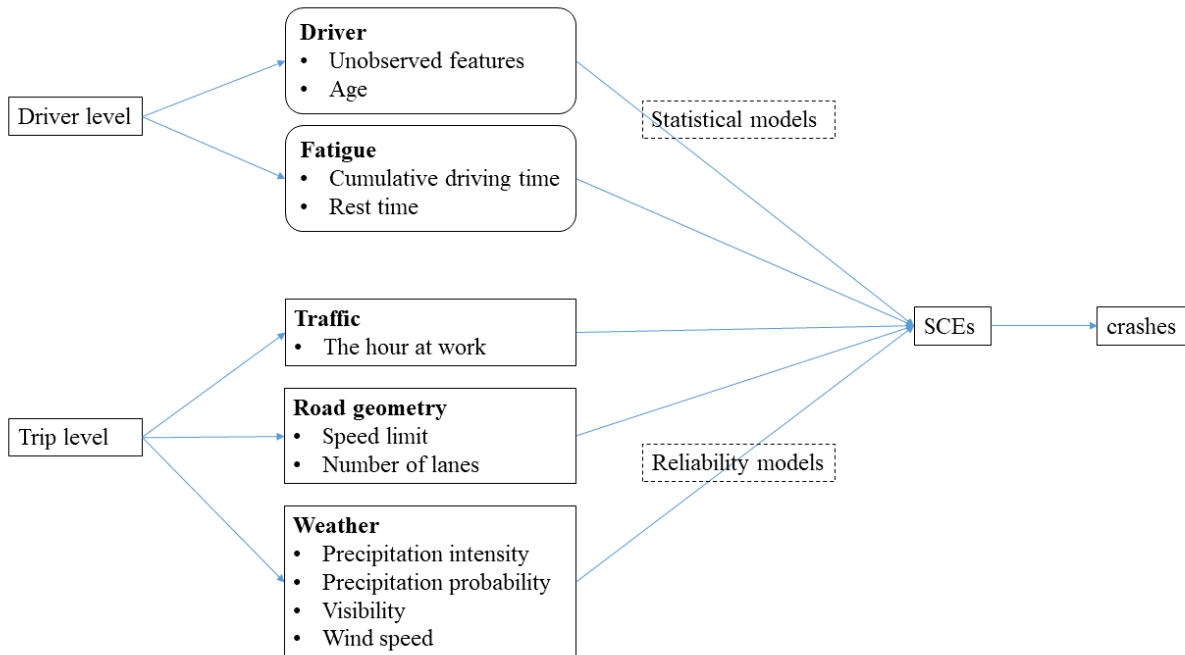 Driver
• Unobserved features
• Age
Driver level
Statistical models
Fatigue
• Cumulative driving time
• Rest time
Traffic
• The hour at work
SCEs
crashes
Road geometry
• Speed limit
• Number of lanes
Trip level
Reliability models
Weather
• Precipitation intensity
• Precipitation probability
• Visibility
• Wind speed